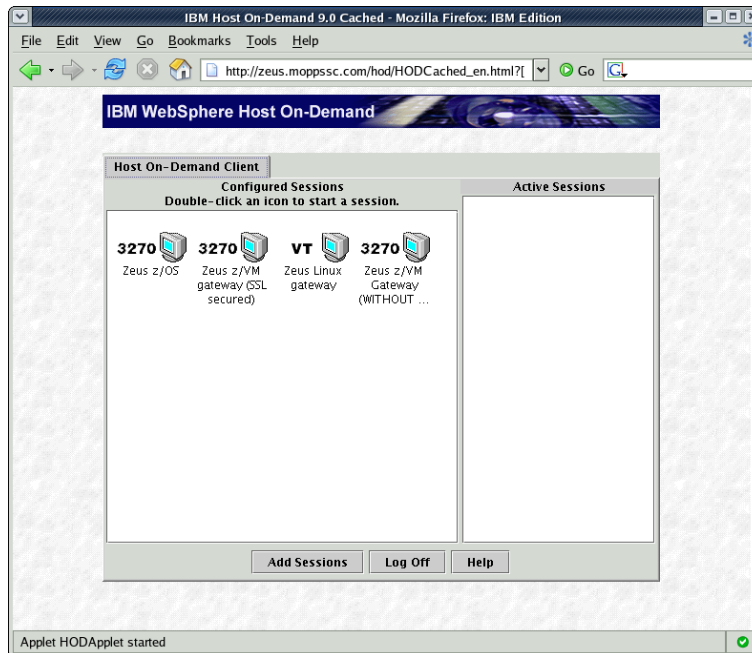 IBM Host On-Demand 9.0 Cached - Mozilla Firefox: IBM Edition
File Edit View Go Bookmarks Tools Help
http://zeus.moppssc.com/hod/HODCached_en.html?[ Go G
IBM WebSphere Host On-Demand
Host On-Demand Client
Configured Sessions
Double-click an icon to start a session.
Active Sessions
3270 3270 VT 3270
Zeus z/OS
Zeus z/VM
gateway (SSL
secured)
Zeus Linux
gateway
Zeus z/VM
Gateway
(WITHOUT ...
Add Sessions Log Off Help
Applet HODApplet started